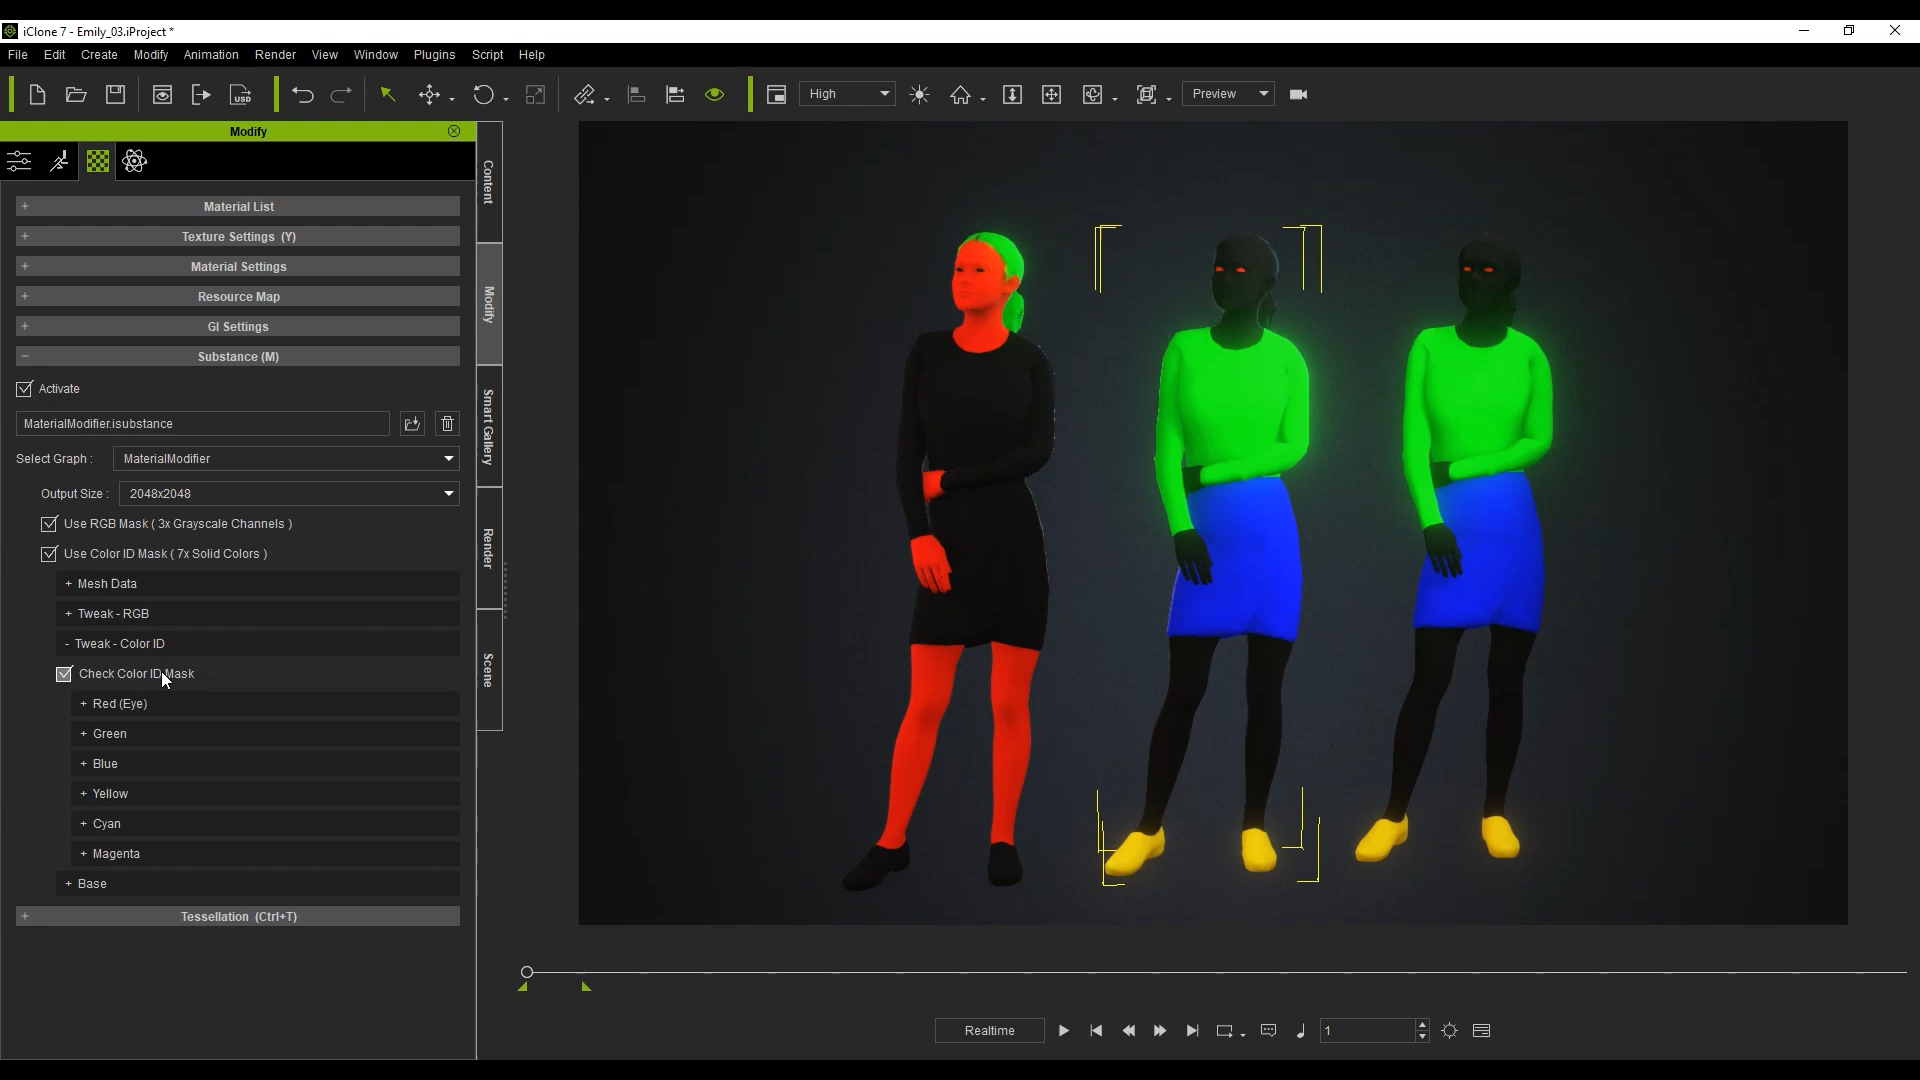 iClone 7 - Emily_03.iProject *
File Edit Create Modify Animation Render View Window Plugins Script Help
USD
High
Preview
Modify
Content
Modify
Smart Gallery
Render
Scene
+ Material List
+ Texture Settings (Y)
+ Material Settings
+ Resource Map
+ GI Settings
- Substance (M)
Activate
MaterialModifier.isubstance
Select Graph : MaterialModifier
Output Size : 2048x2048
Use RGB Mask ( 3x Grayscale Channels )
Use Color ID Mask ( 7x Solid Colors )
+ Mesh Data
+ Tweak - RGB
- Tweak - Color ID
Check Color ID Mask
+ Red (Eye)
+ Green
+ Blue
+ Yellow
+ Cyan
+ Magenta
+ Base
+ Tessellation (Ctrl+T)
Realtime
1